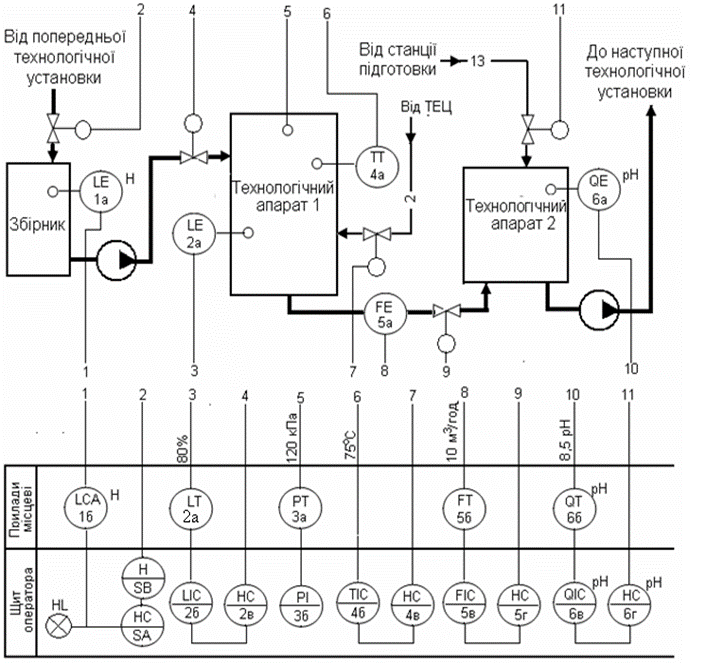 2
4
5
6
11
Від попередньої
технологічної
установки
Від станції
підготовки
13
До наступної
технологічної
установки
Від ТЕЦ
2
LE
1а
H
Збірник
TT
4а
Технологічний
апарат 1
LE
2а
Технологічний
апарат 2
QE
6а
pH
FE
5а
1
3
7
8
9
10
1
2
3
4
5
6
7
8
9
10
11
80%
120 кПа
75°С
10 м³/год
8,5 рН
Прилади
місцеві
LCA
1б
H
LT
2а
PT
3а
FT
5б
QT
6б
pH
Щит
оператора
HL
H
SB
HC
SA
LIC
2б
HC
2в
PI
3б
TIC
4б
HC
4в
FIC
5в
HC
5г
QIC
6в
pH
HC
6г
pH